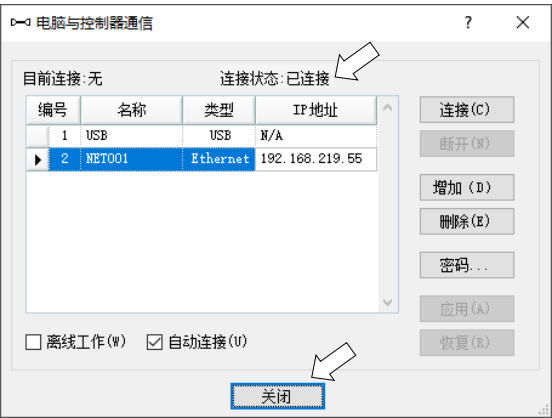 电脑与控制器通信 ?
目前连接:无 连接状态:已连接
编号 名称 类型 IP地址
1 USB USB N/A
2 NET001 Ethernet 192.168.219.55
连接(C)
断开(N)
增加 (D)
删除(E)
密码...
应用(A)
恢复(R)
离线工作(W) 自动连接(U)
关闭